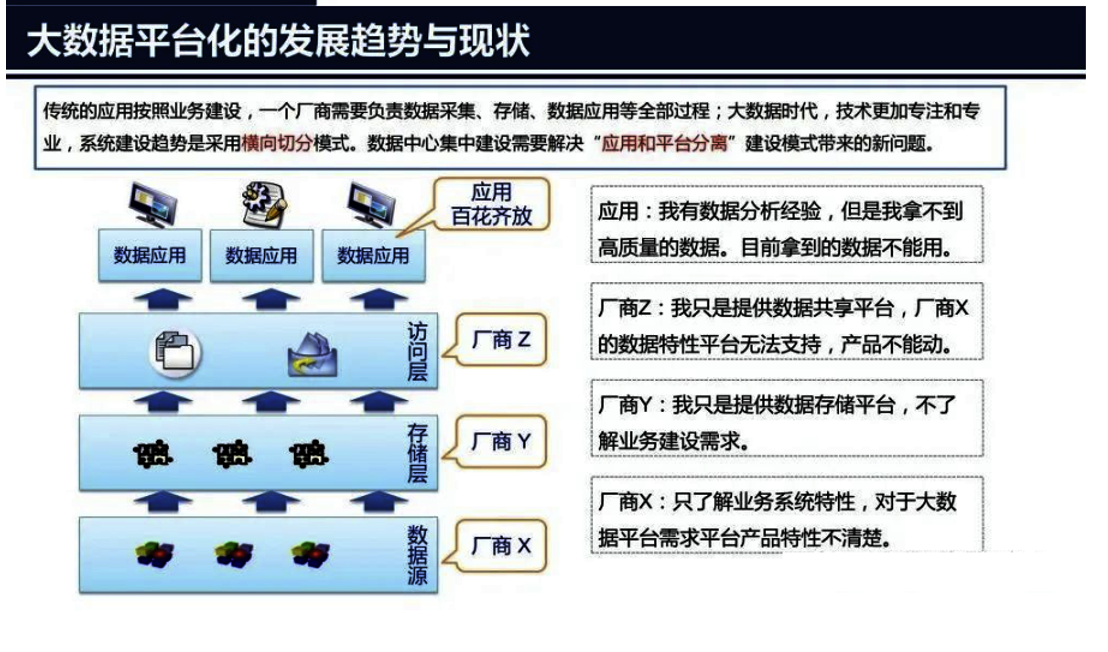 大数据平台化的发展趋势与现状
传统的应用按照业务建设，一个厂商需要负责数据采集、存储、数据应用等全部过程；大数据时代，技术更加专注和专
业，系统建设趋势是采用横向切分模式。数据中心集中建设需要解决“应用和平台分离”建设模式带来的新问题。
应用
百花齐放
数据应用
数据应用
数据应用
访问层
厂商 Z
存储层
厂商 Y
数据源
厂商 X
应用：我有数据分析经验，但是我拿不到
高质量的数据。目前拿到的数据不能用。
厂商Z：我只是提供数据共享平台，厂商X
的数据特性平台无法支持，产品不能动。
厂商Y：我只是提供数据存储平台，不了
解业务建设需求。
厂商X：只了解业务系统特性，对于大数
据平台需求平台产品特性不清楚。